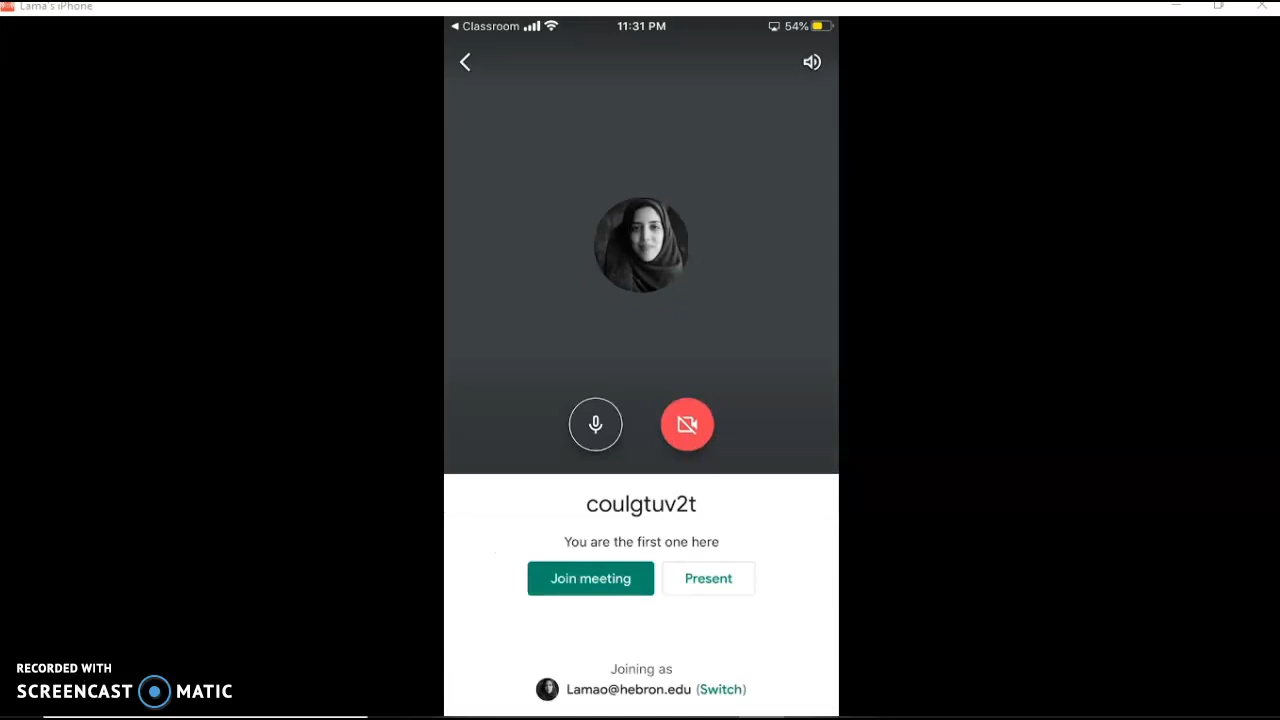 Lama's iPhone
Classroom 11:31 PM 54%
coulgtuv2t
You are the first one here
Join meeting Present
Joining as
Lamao@hebron.edu (Switch)
RECORDED WITH
SCREENCAST MATIC